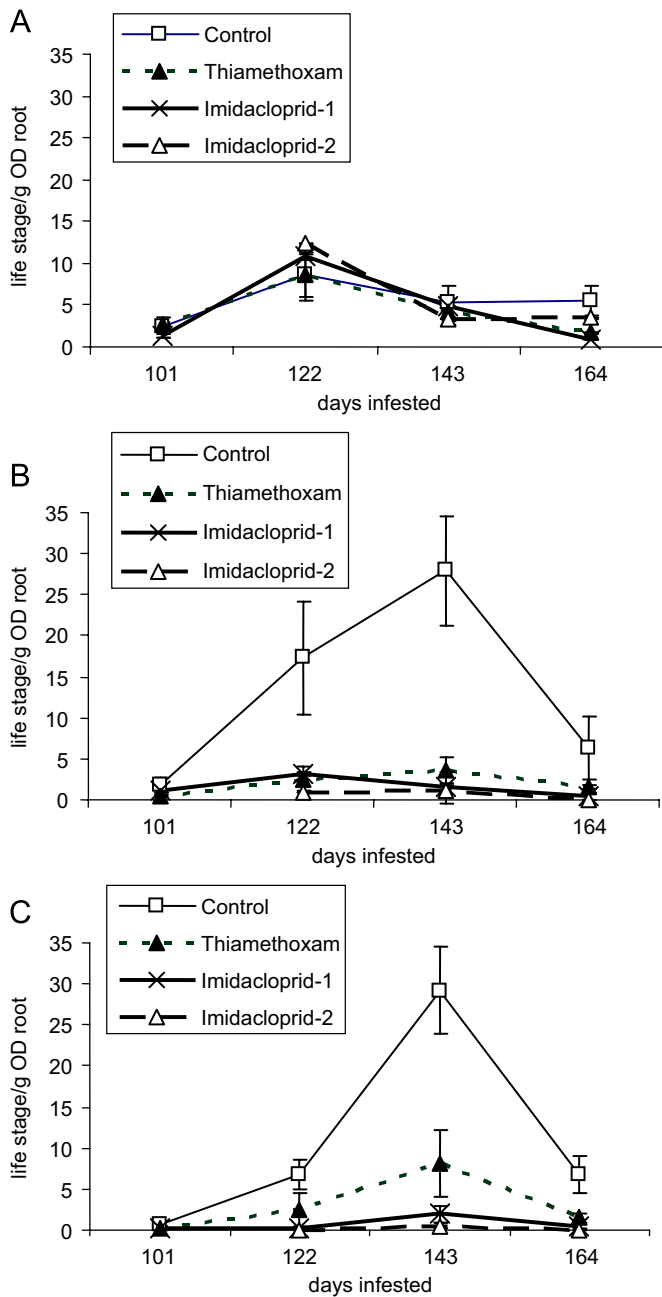 A
Control
Thiamethoxam
Imidacloprid-1
Imidacloprid-2
life stage/g OD root
35
30
25
20
15
10
5
0
101 122 143 164
days infested
B
Control
Thiamethoxam
Imidacloprid-1
Imidacloprid-2
life stage/g OD root
35
30
25
20
15
10
5
0
101 122 143 164
days infested
C
Control
Thiamethoxam
Imidacloprid-1
Imidacloprid-2
life stage/g OD root
35
30
25
20
15
10
5
0
101 122 143 164
days infested